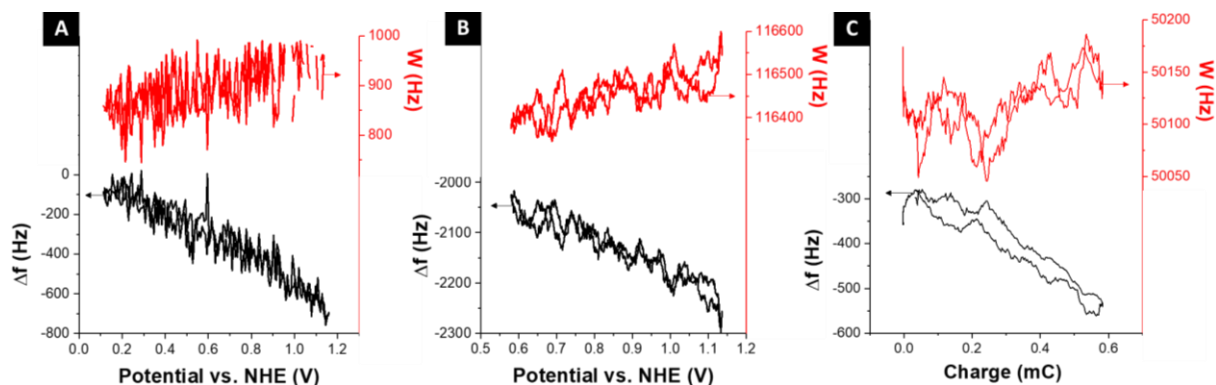 A
1000
950
900
850
W (Hz)
0
-200
-400
-600
-800
Δf (Hz)
0.0 0.2 0.4 0.6 0.8 1.0 1.2
Potential vs. NHE (V)
B
116600
116500
116400
W (Hz)
-2000
-2100
-2200
-2300
Δf (Hz)
0.5 0.6 0.7 0.8 0.9 1.0 1.1 1.2
Potential vs. NHE (V)
C
50200
50150
50100
50050
W (Hz)
-300
-400
-500
-600
Δf (Hz)
0.0 0.2 0.4 0.6
Charge (mC)